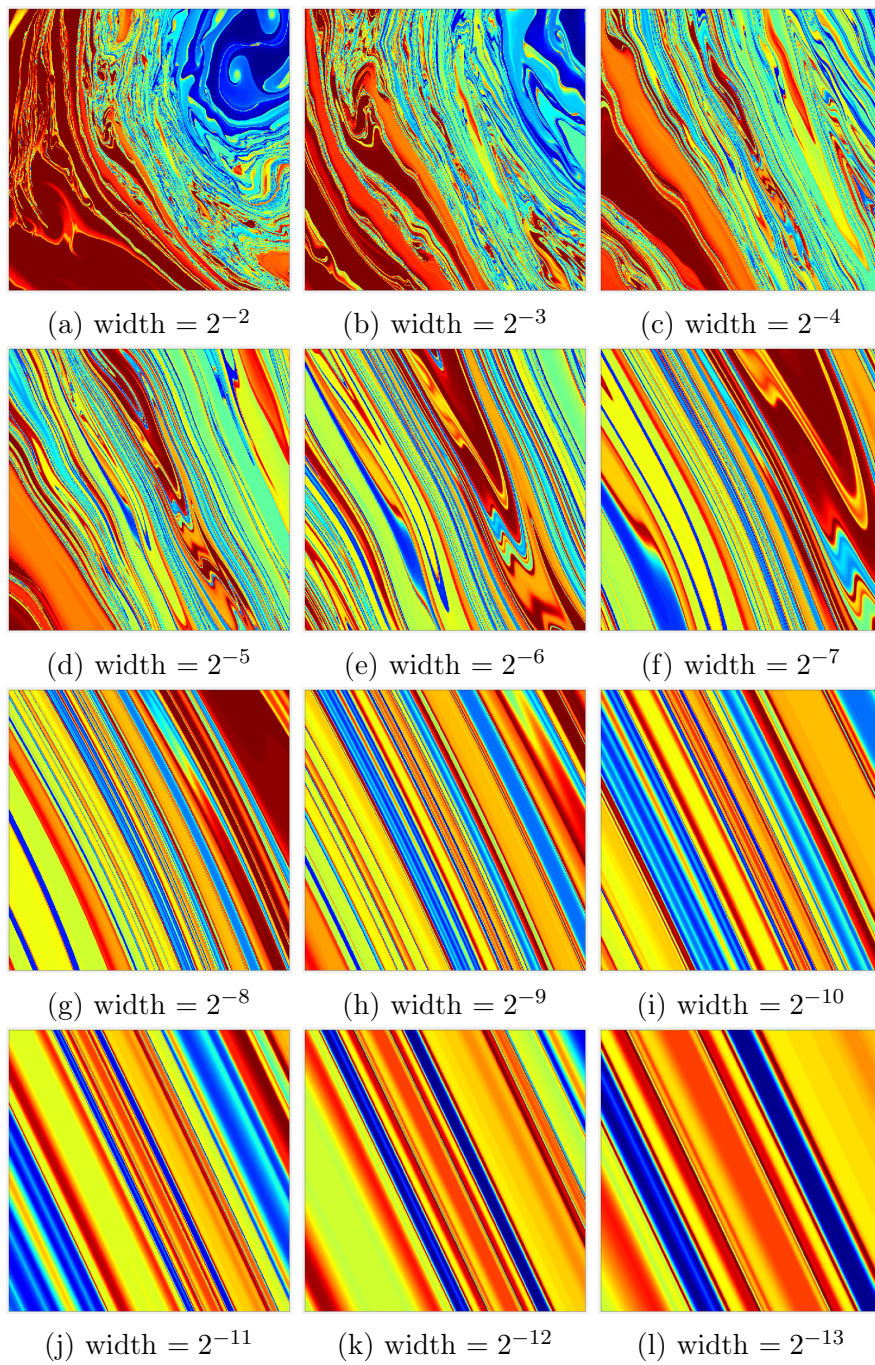 (a) width = 2⁻² (b) width = 2⁻³ (c) width = 2⁻⁴
(d) width = 2⁻⁵ (e) width = 2⁻⁶ (f) width = 2⁻⁷
(g) width = 2⁻⁸ (h) width = 2⁻⁹ (i) width = 2⁻¹⁰
(j) width = 2⁻¹¹ (k) width = 2⁻¹² (l) width = 2⁻¹³